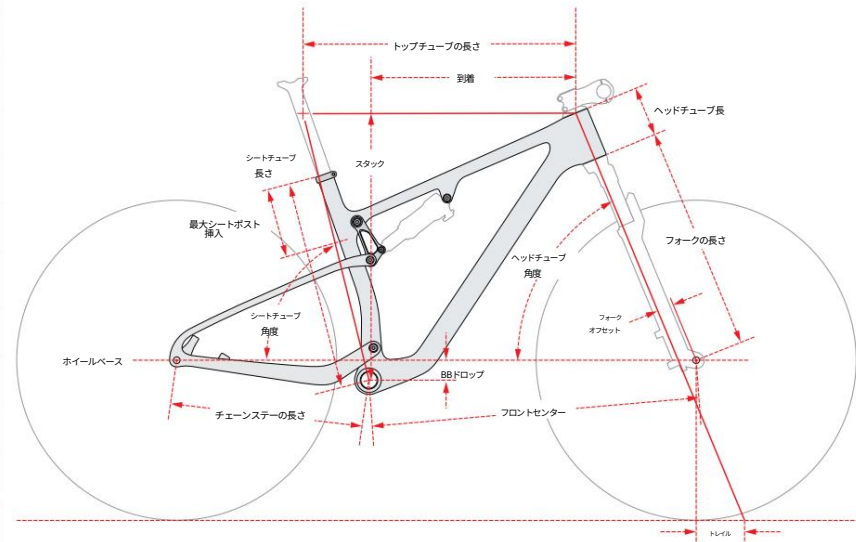 トップチューブの長さ
到着
ヘッドチューブ長
シートチューブ
長さ
スタック
最大シートポスト
挿入
フォークの長さ
ヘッドチューブ
角度
シートチューブ
角度
フォーク
オフセット
ホイールベース
BBドロップ
チェーンステーの長さ
フロントセンター
トレイル